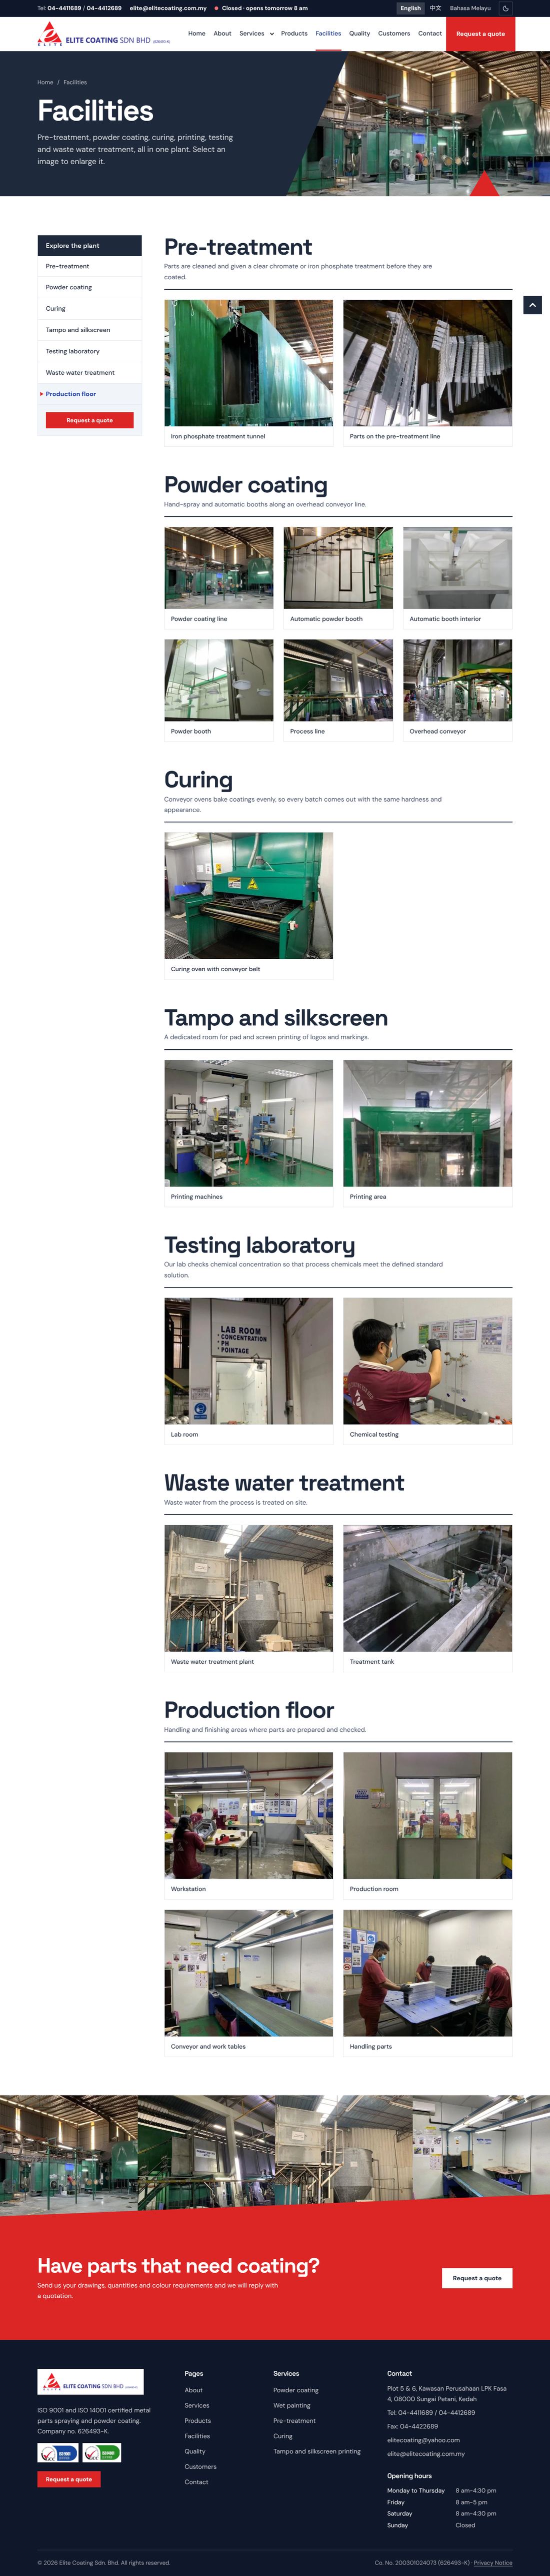 Tel: 04-4411689 / 04-4412689 elite@elitecoating.com.my Closed · opens tomorrow 8 am English 中文 Bahasa Melayu
ELITE COATING SDN BHD Home About Services Products Facilities Quality Customers Contact Request a quote
Home / Facilities
Facilities
Pre-treatment, powder coating, curing, printing, testing
and waste water treatment, all in one plant. Select an
image to enlarge it.
Explore the plant
Pre-treatment
Powder coating
Curing
Tampo and silkscreen
Testing laboratory
Waste water treatment
Production floor
Request a quote
Pre-treatment
Parts are cleaned and given a clear chromate or iron phosphate treatment before they are
coated.
Iron phosphate treatment tunnel
Parts on the pre-treatment line
Powder coating
Hand-spray and automatic booths along an overhead conveyor line.
Powder coating line
Automatic powder booth
Automatic booth interior
Powder booth
Process line
Overhead conveyor
Curing
Conveyor ovens bake coatings evenly, so every batch comes out with the same hardness and
appearance.
Curing oven with conveyor belt
Tampo and silkscreen
A dedicated room for pad and screen printing of logos and markings.
Printing machines
Printing area
Testing laboratory
Our lab checks chemical concentration so that process chemicals meet the defined standard
solution.
LAB ROOM
* CONCENTRATION
* PH
* POINTAGE
Lab room
Chemical testing
Waste water treatment
Waste water from the process is treated on site.
Waste water treatment plant
Treatment tank
Production floor
Handling and finishing areas where parts are prepared and checked.
Workstation
Production room
Conveyor and work tables
Handling parts
Have parts that need coating?
Send us your drawings, quantities and colour requirements and we will reply with
a quotation.
Request a quote
ELITE COATING SDN BHD
ISO 9001 and ISO 14001 certified metal
parts spraying and powder coating.
Company no. 626493-K.
Request a quote
Pages
About
Services
Products
Facilities
Quality
Customers
Contact
Services
Powder coating
Wet painting
Pre-treatment
Curing
Tampo and silkscreen printing
Contact
Plot 5 & 6, Kawasan Perusahaan LPK Fasa
4, 08000 Sungai Petani, Kedah
Tel: 04-4411689 / 04-4412689
Fax: 04-4422689
elitecoating@yahoo.com
elite@elitecoating.com.my
Opening hours
Monday to Thursday 8 am–4:30 pm
Friday 8 am–5 pm
Saturday 8 am–4:30 pm
Sunday Closed
© 2026 Elite Coating Sdn. Bhd. All rights reserved.
Co. No. 200301024073 (626493-K) · Privacy Notice